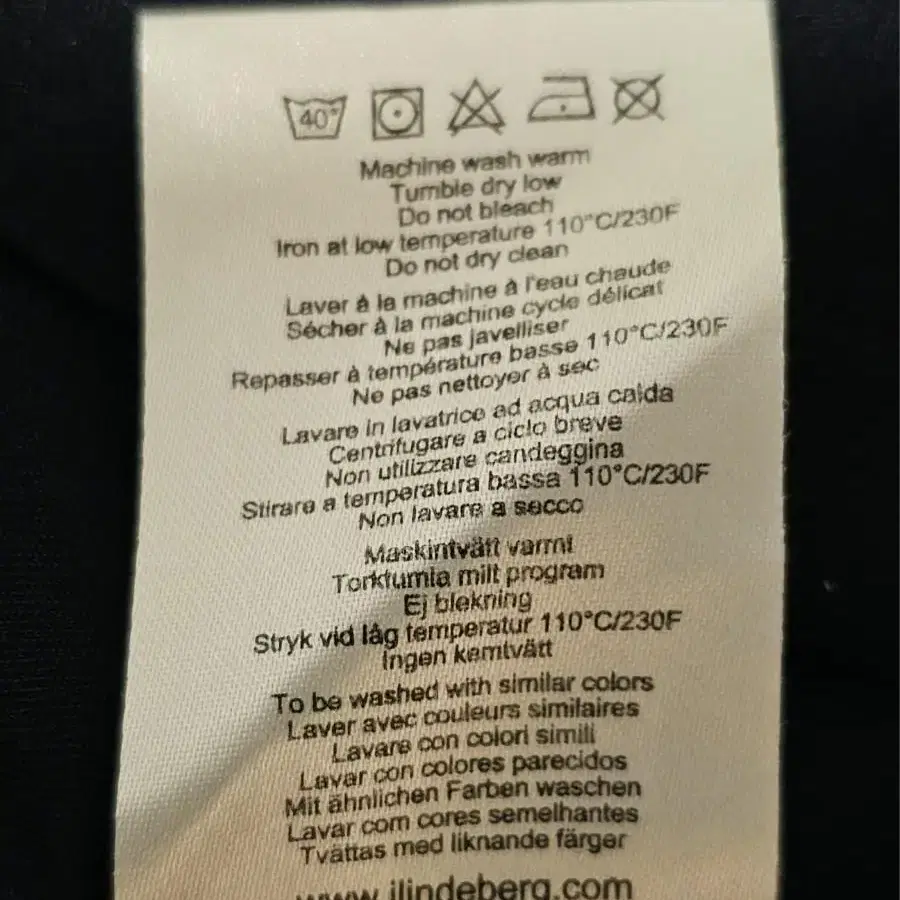 40°
Machine wash warm
Tumble dry low
Do not bleach
Iron at low temperature 110°C/230F
Do not dry clean
Laver à la machine à l'eau chaude
Sécher à la machine cycle délicat
Ne pas javelliser
Repasser à température basse 110°C/230F
Ne pas nettoyer à sec
Lavare in lavatrice ad acqua calda
Centrifugare a ciclo breve
Non utilizzare candeggina
Stirare a temperatura bassa 110°C/230F
Non lavare a secco
Maskintvätt varmt
Torktumla milt program
Ej blekning
Stryk vid låg temperatur 110°C/230F
Ingen kemtvätt
To be washed with similar colors
Laver avec couleurs similaires
Lavare con colori simili
Lavar con colores parecidos
Mit ähnlichen Farben waschen
Lavar com cores semelhantes
Tvättas med liknande färger
www.jlindeberg.com